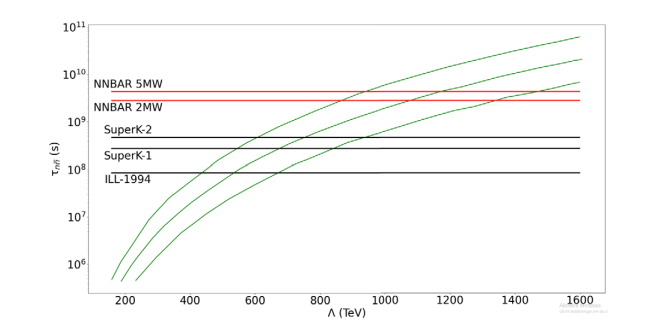 10¹¹
10¹⁰
10⁹
10⁸
10⁷
10⁶
τₙn̄ (s)
NNBAR 5MW
NNBAR 2MW
SuperK-2
SuperK-1
ILL-1994
200 400 600 800 1000 1200 1400 1600
Λ (TeV)